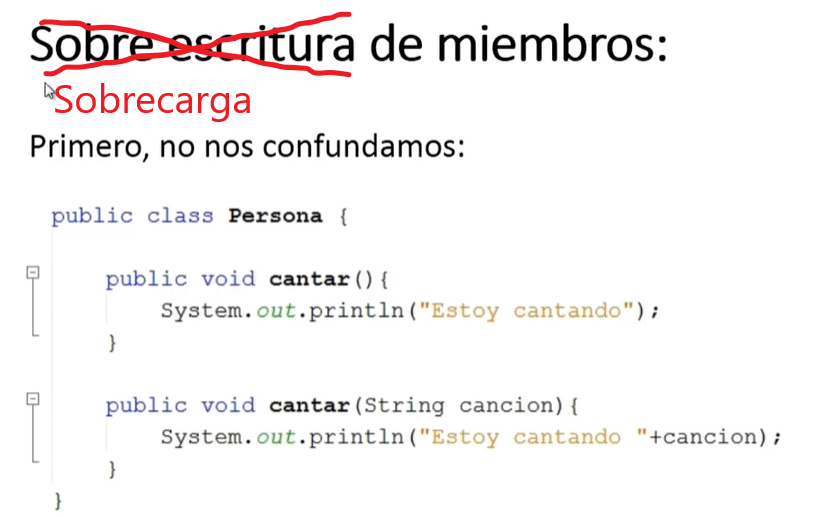 Sobre escritura de miembros:
Sobrecarga
Primero, no nos confundamos:
public class Persona {
public void cantar(){
System.out.println("Estoy cantando");
}
public void cantar(String cancion){
System.out.println("Estoy cantando "+cancion);
}
}